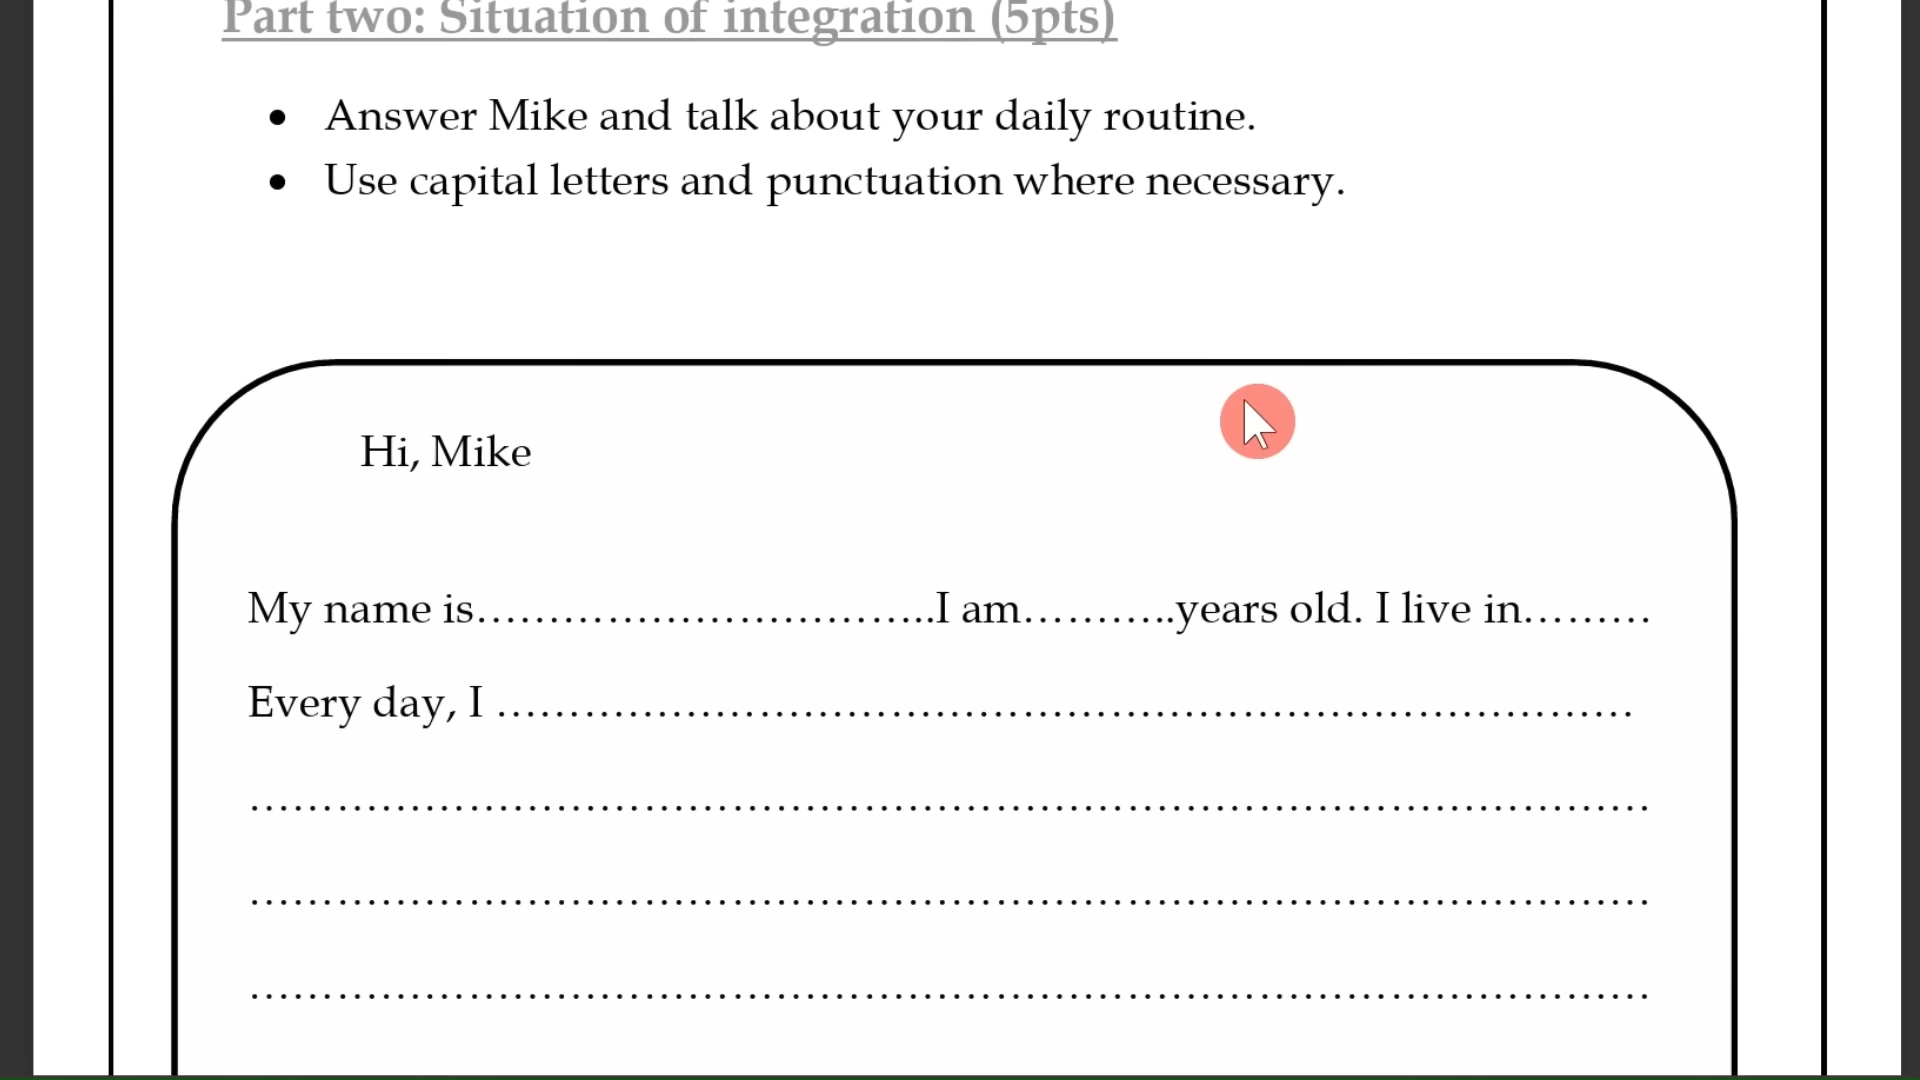 Part two: Situation of integration (5pts)
• Answer Mike and talk about your daily routine.
• Use capital letters and punctuation where necessary.
Hi, Mike
My name is……………………………..I am………..years old. I live in………
Every day, I ……………………………………………………………………………
………………………………………………………………………………………………
………………………………………………………………………………………………
………………………………………………………………………………………………